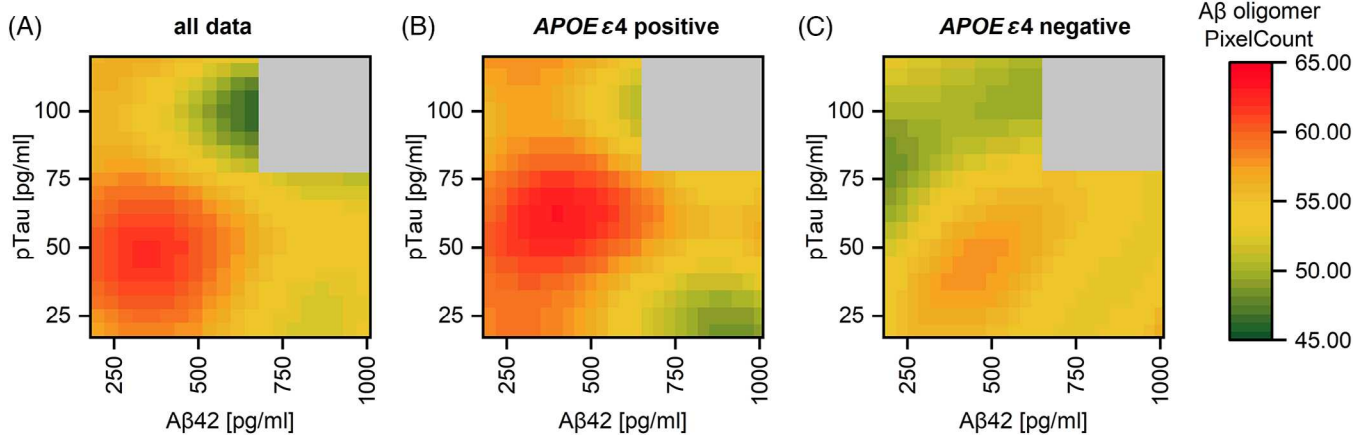 (A)
all data
(B)
APOE ε4 positive
(C)
APOE ε4 negative
Aβ oligomer
PixelCount
pTau [pg/ml]
100
75
50
25
250
500
750
1000
Aβ42 [pg/ml]
pTau [pg/ml]
100
75
50
25
250
500
750
1000
Aβ42 [pg/ml]
pTau [pg/ml]
100
75
50
25
250
500
750
1000
Aβ42 [pg/ml]
65.00
60.00
55.00
50.00
45.00